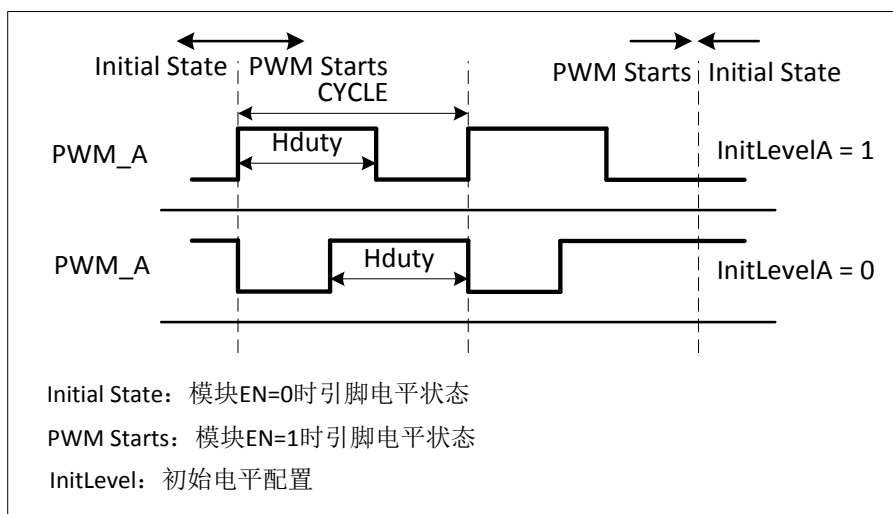 Initial State PWM Starts PWM Starts Initial State
CYCLE
PWM_A Hduty InitLevelA = 1
PWM_A Hduty InitLevelA = 0
Initial State：模块EN=0时引脚电平状态
PWM Starts：模块EN=1时引脚电平状态
InitLevel：初始电平配置